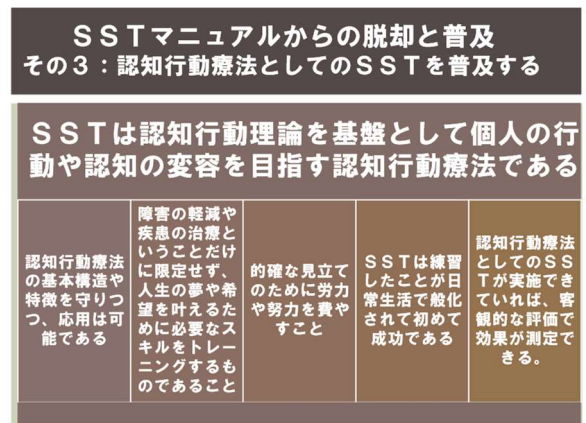 ＳＳＴマニュアルからの脱却と普及
その３：認知行動療法としてのＳＳＴを普及する
ＳＳＴは認知行動理論を基盤として個人の行
動や認知の変容を目指す認知行動療法である
認知行動療法
の基本構造や
特徴を守りつ
つ、応用は可
能である
障害の軽減や
疾患の治療と
いうことだけ
に限定せず、
人生の夢や希
望を叶えるた
めに必要なス
キルをトレー
ニングするも
のであること
的確な見立て
のために労力
や努力を費や
すこと
ＳＳＴは練習
したことが日
常生活で般化
されて初めて
成功である
認知行動療法
としてのＳＳ
Ｔが実施でき
ていれば、客
観的な評価で
効果が測定で
きる。